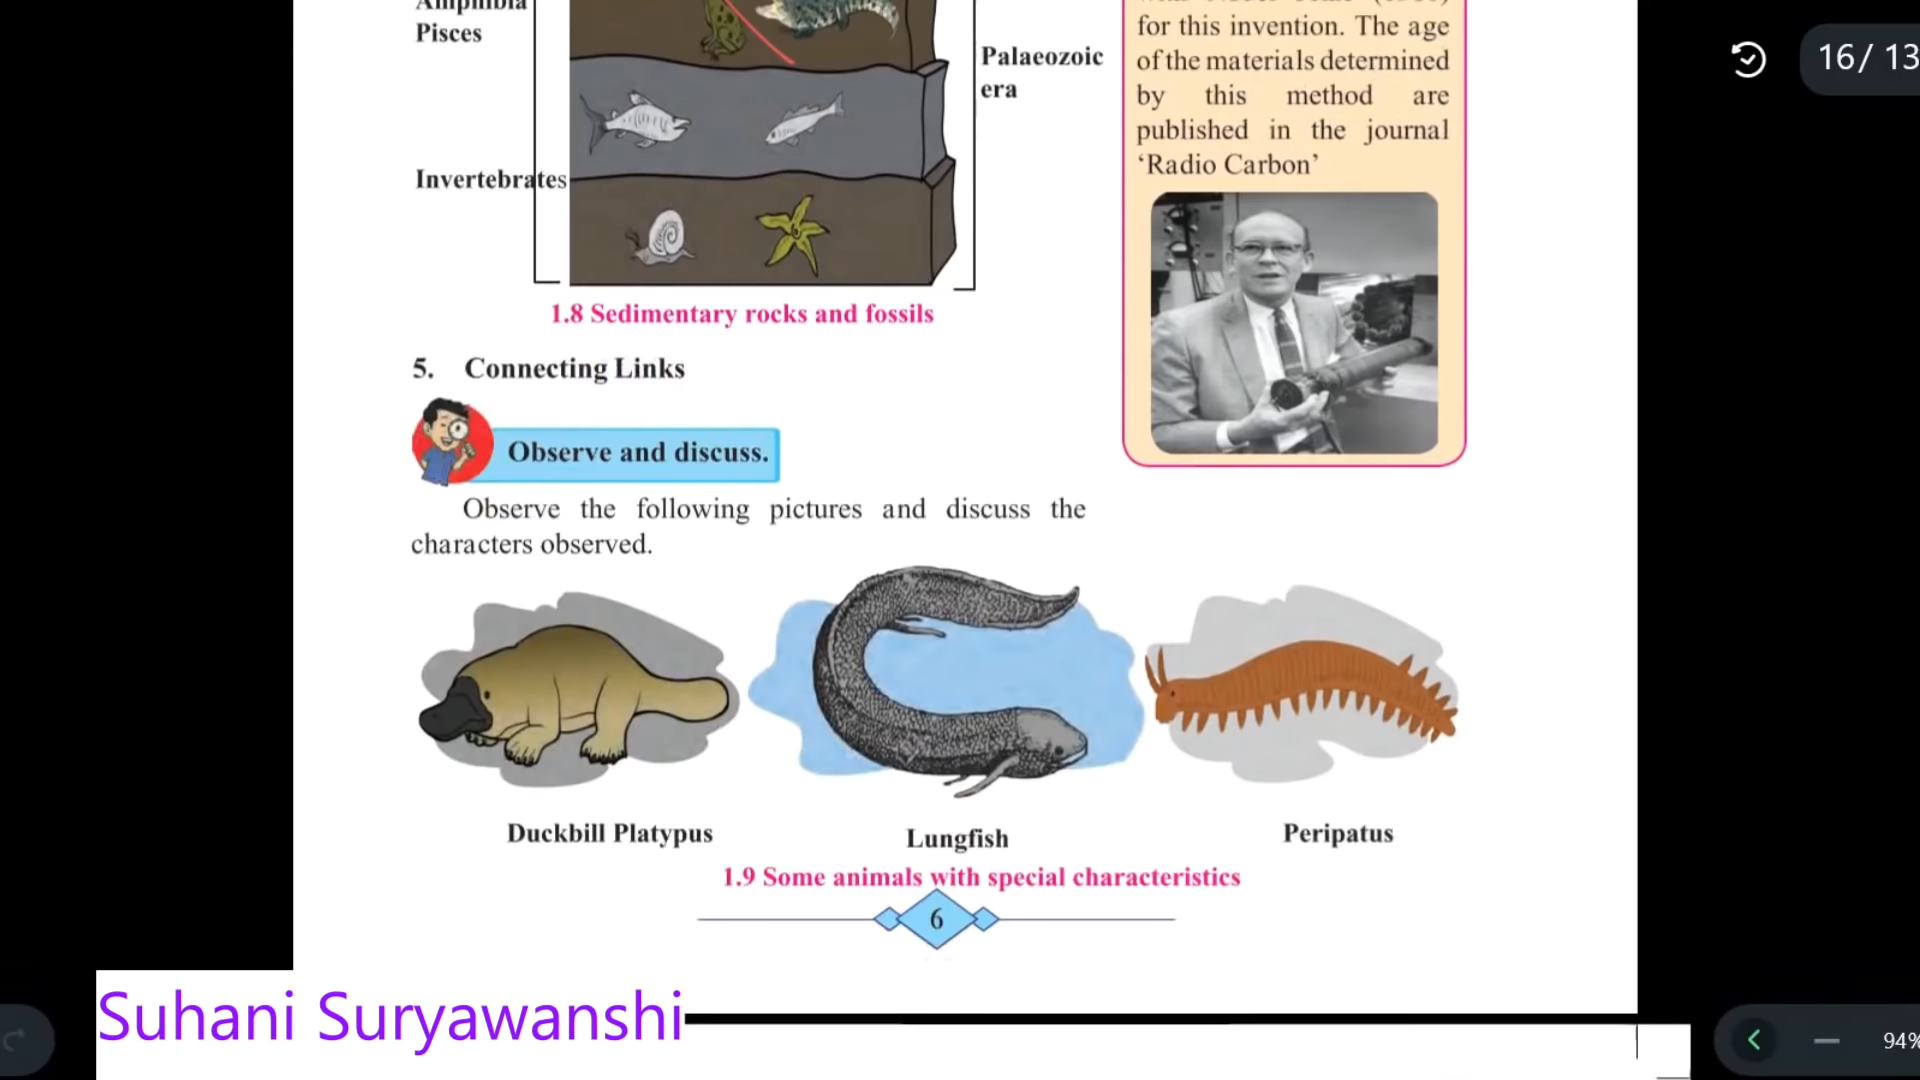 Amphibia
Pisces
Palaeozoic
era
Invertebrates
1.8 Sedimentary rocks and fossils
for this invention. The age
of the materials determined
by this method are
published in the journal
‘Radio Carbon’
5. Connecting Links
Observe and discuss.
Observe the following pictures and discuss the
characters observed.
Duckbill Platypus
Lungfish
Peripatus
1.9 Some animals with special characteristics
6
Suhani Suryawanshi
16/ 13
94%